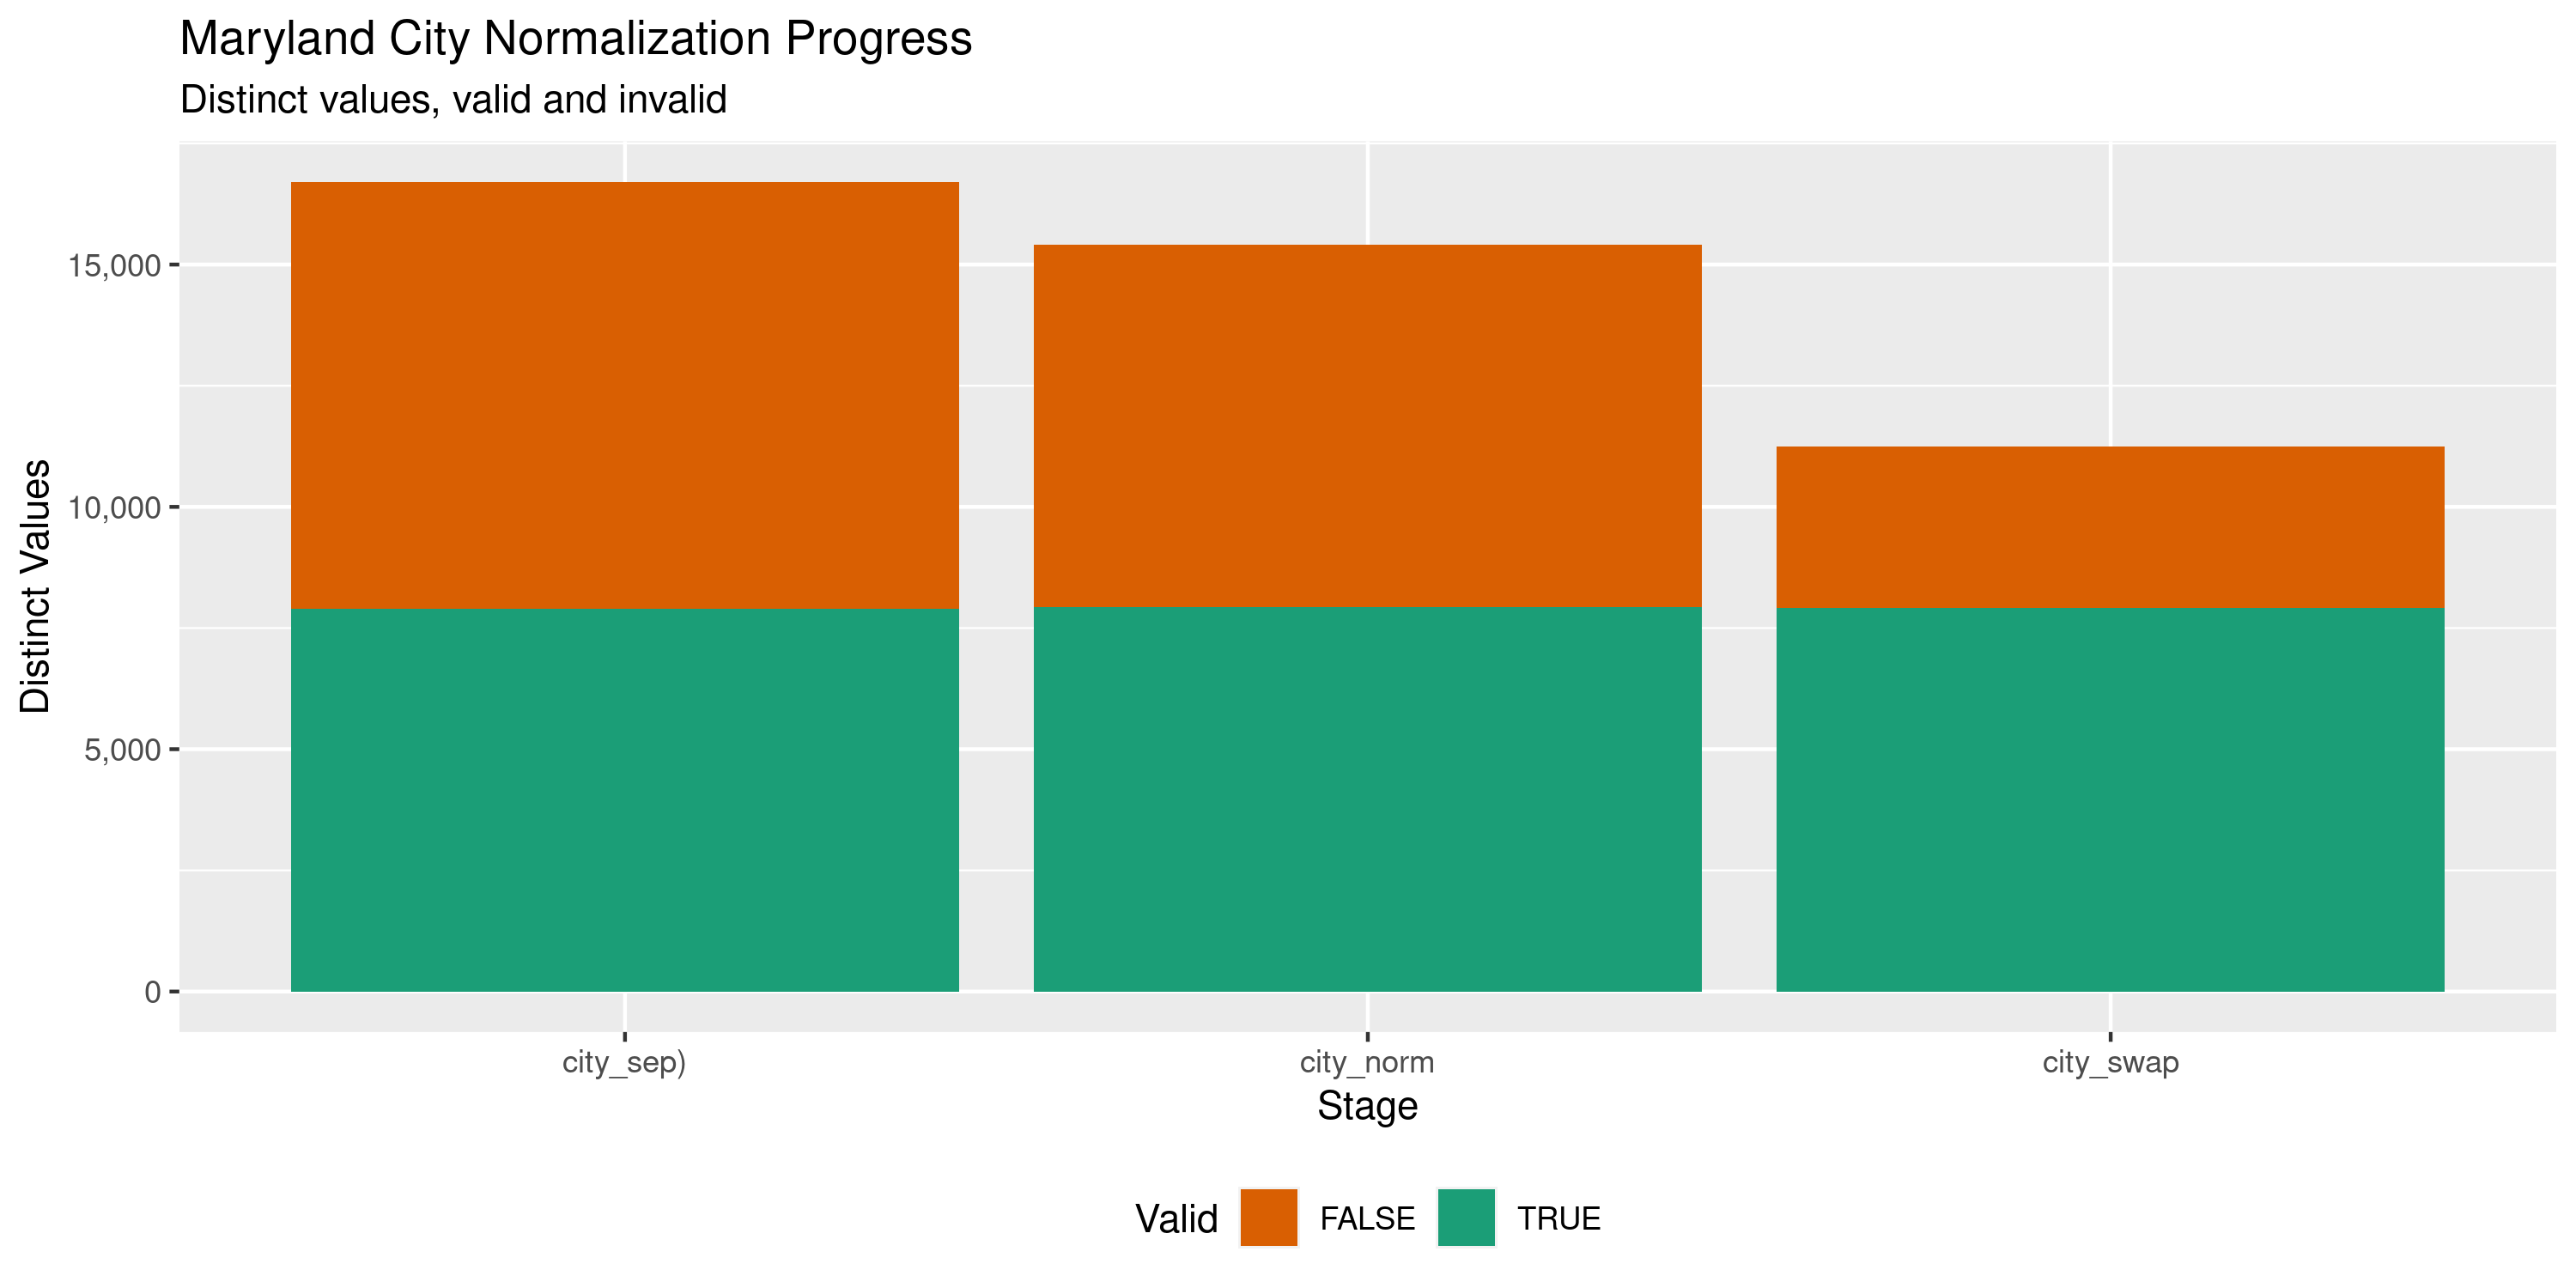 Maryland City Normalization Progress
Distinct values, valid and invalid
Distinct Values
15,000
10,000
5,000
0
city_sep) city_norm city_swap
Stage
Valid FALSE TRUE